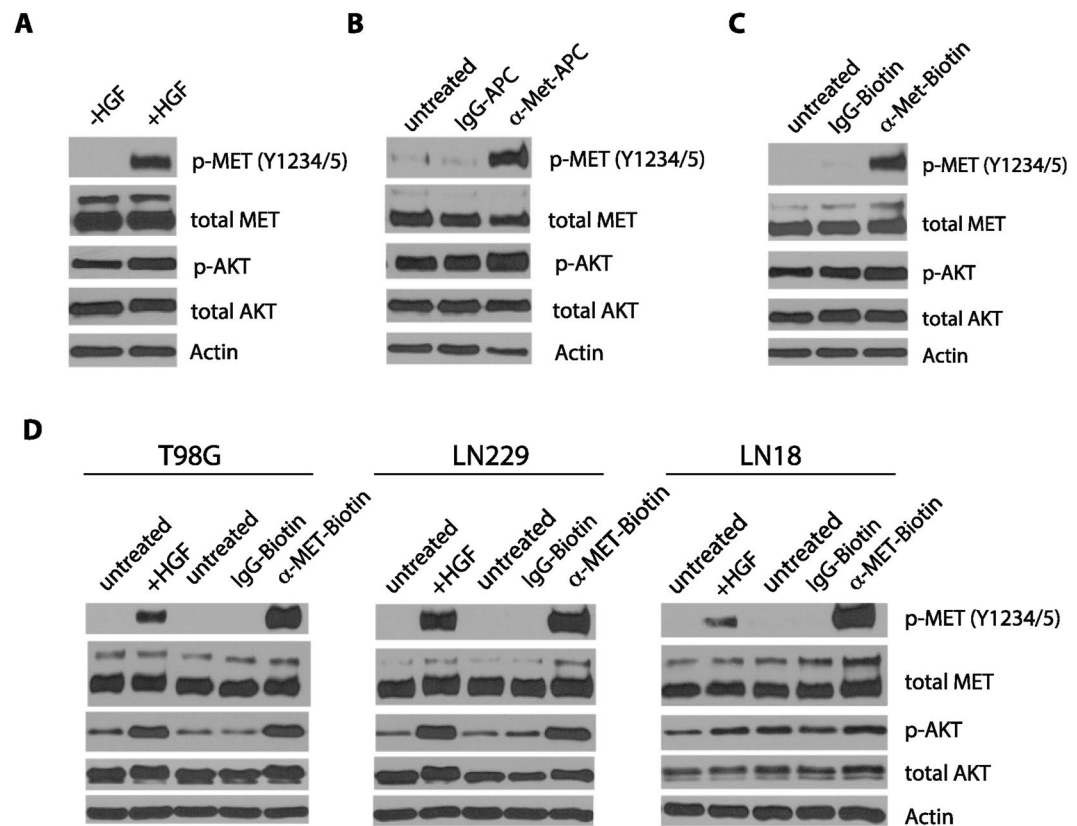 A
-HGF
+HGF
p-MET (Y1234/5)
total MET
p-AKT
total AKT
Actin
B
untreated
IgG-APC
α-Met-APC
p-MET (Y1234/5)
total MET
p-AKT
total AKT
Actin
C
untreated
IgG-Biotin
α-Met-Biotin
p-MET (Y1234/5)
total MET
p-AKT
total AKT
Actin
D
T98G
untreated
+HGF
untreated
IgG-Biotin
α-MET-Biotin
LN229
untreated
+HGF
untreated
IgG-Biotin
α-MET-Biotin
LN18
untreated
+HGF
untreated
IgG-Biotin
α-MET-Biotin
p-MET (Y1234/5)
total MET
p-AKT
total AKT
Actin